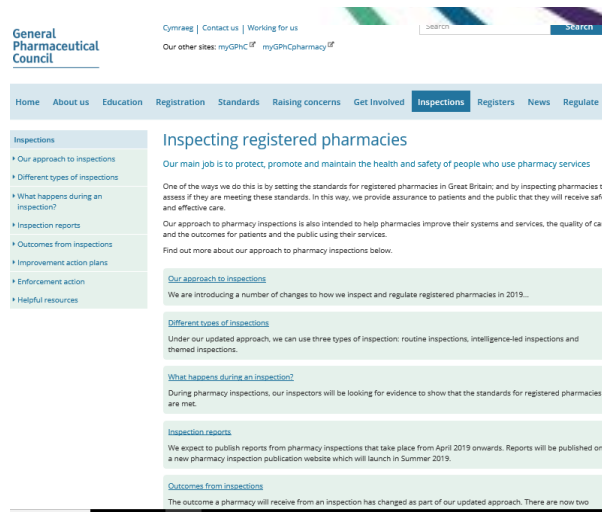 General
Pharmaceutical
Council
Cymraeg | Contact us | Working for us
Our other sites: myGPhC myGPhCpharmacy
Search
Search
Home About us Education Registration Standards Raising concerns Get Involved Inspections Registers News Regulate
Inspections
Our approach to inspections
Different types of inspections
What happens during an
inspection?
Inspection reports
Outcomes from inspections
Improvement action plans
Enforcement action
Helpful resources
Inspecting registered pharmacies
Our main job is to protect, promote and maintain the health and safety of people who use pharmacy services
One of the ways we do this is by setting the standards for registered pharmacies in Great Britain; and by inspecting pharmacies t
assess if they are meeting these standards. In this way, we provide assurance to patients and the public that they will receive safe
and effective care.
Our approach to pharmacy inspections is also intended to help pharmacies improve their systems and services, the quality of ca
and the outcomes for patients and the public using their services.
Find out more about our approach to pharmacy inspections below.
Our approach to inspections
We are introducing a number of changes to how we inspect and regulate registered pharmacies in 2019...
Different types of inspections
Under our updated approach, we can use three types of inspection: routine inspections, intelligence-led inspections and
themed inspections.
What happens during an inspection?
During pharmacy inspections, our inspectors will be looking for evidence to show that the standards for registered pharmacies
are met.
Inspection reports
We expect to publish reports from pharmacy inspections that take place from April 2019 onwards. Reports will be published on
a new pharmacy inspection publication website which will launch in Summer 2019.
Outcomes from inspections
The outcome a pharmacy will receive from an inspection has changed as part of our updated approach. There are now two